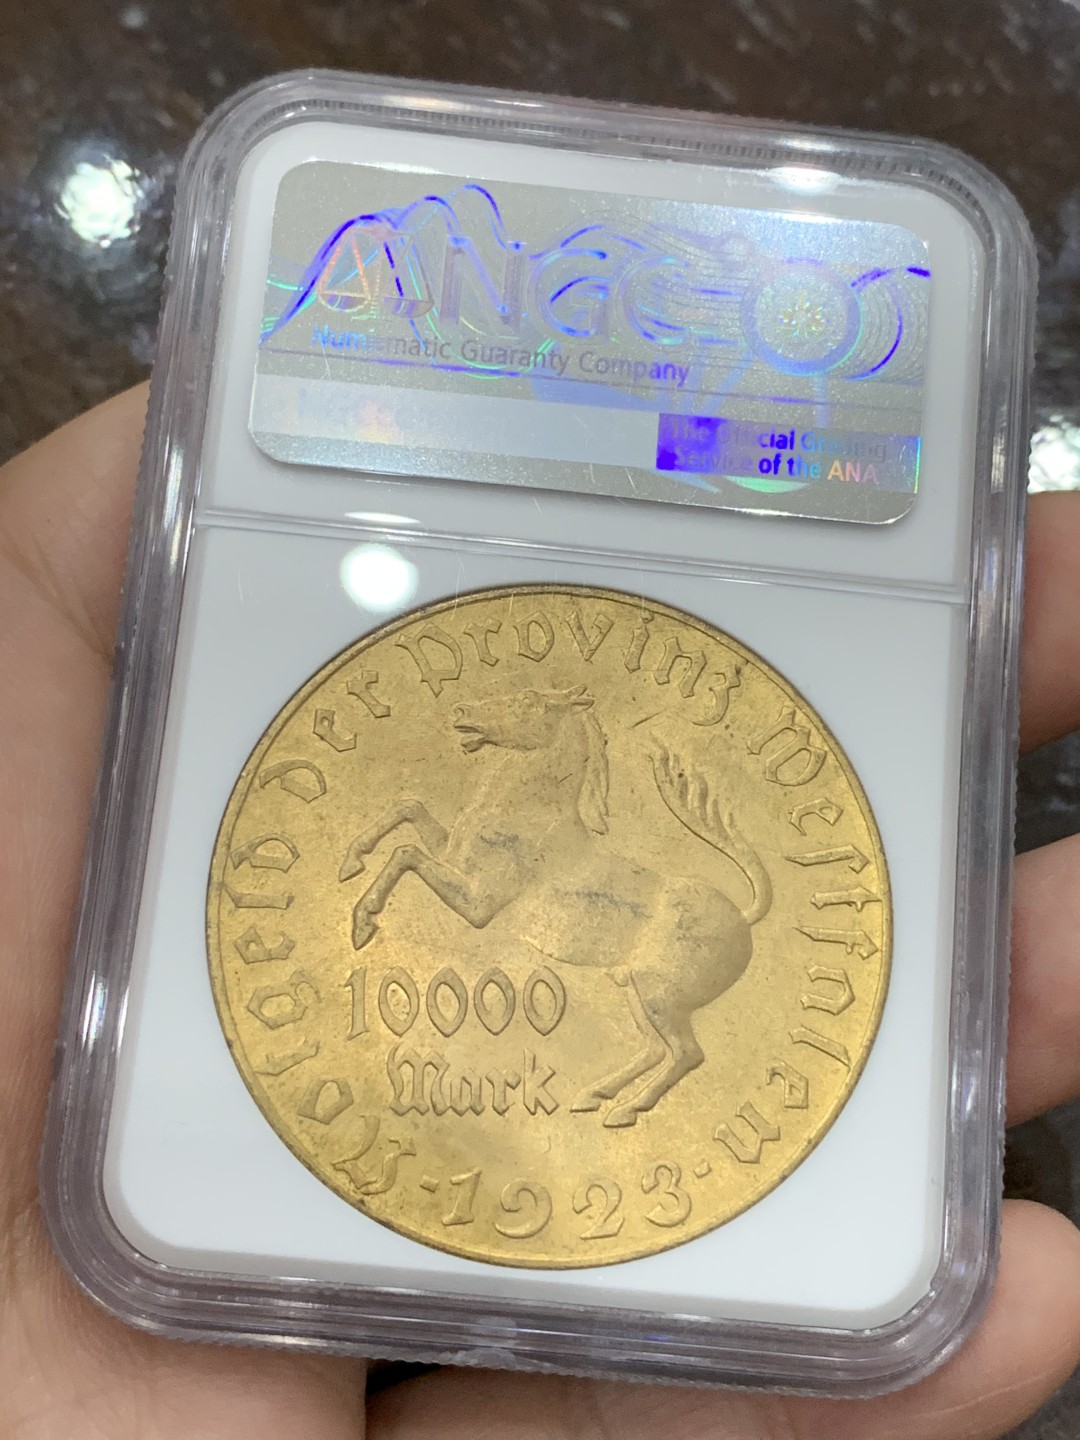 NGC
Numismatic Guaranty Company
The Official Grading
Service of the ANA
Notgeld der Provinz Westfalen
10000
Mark
·1923·